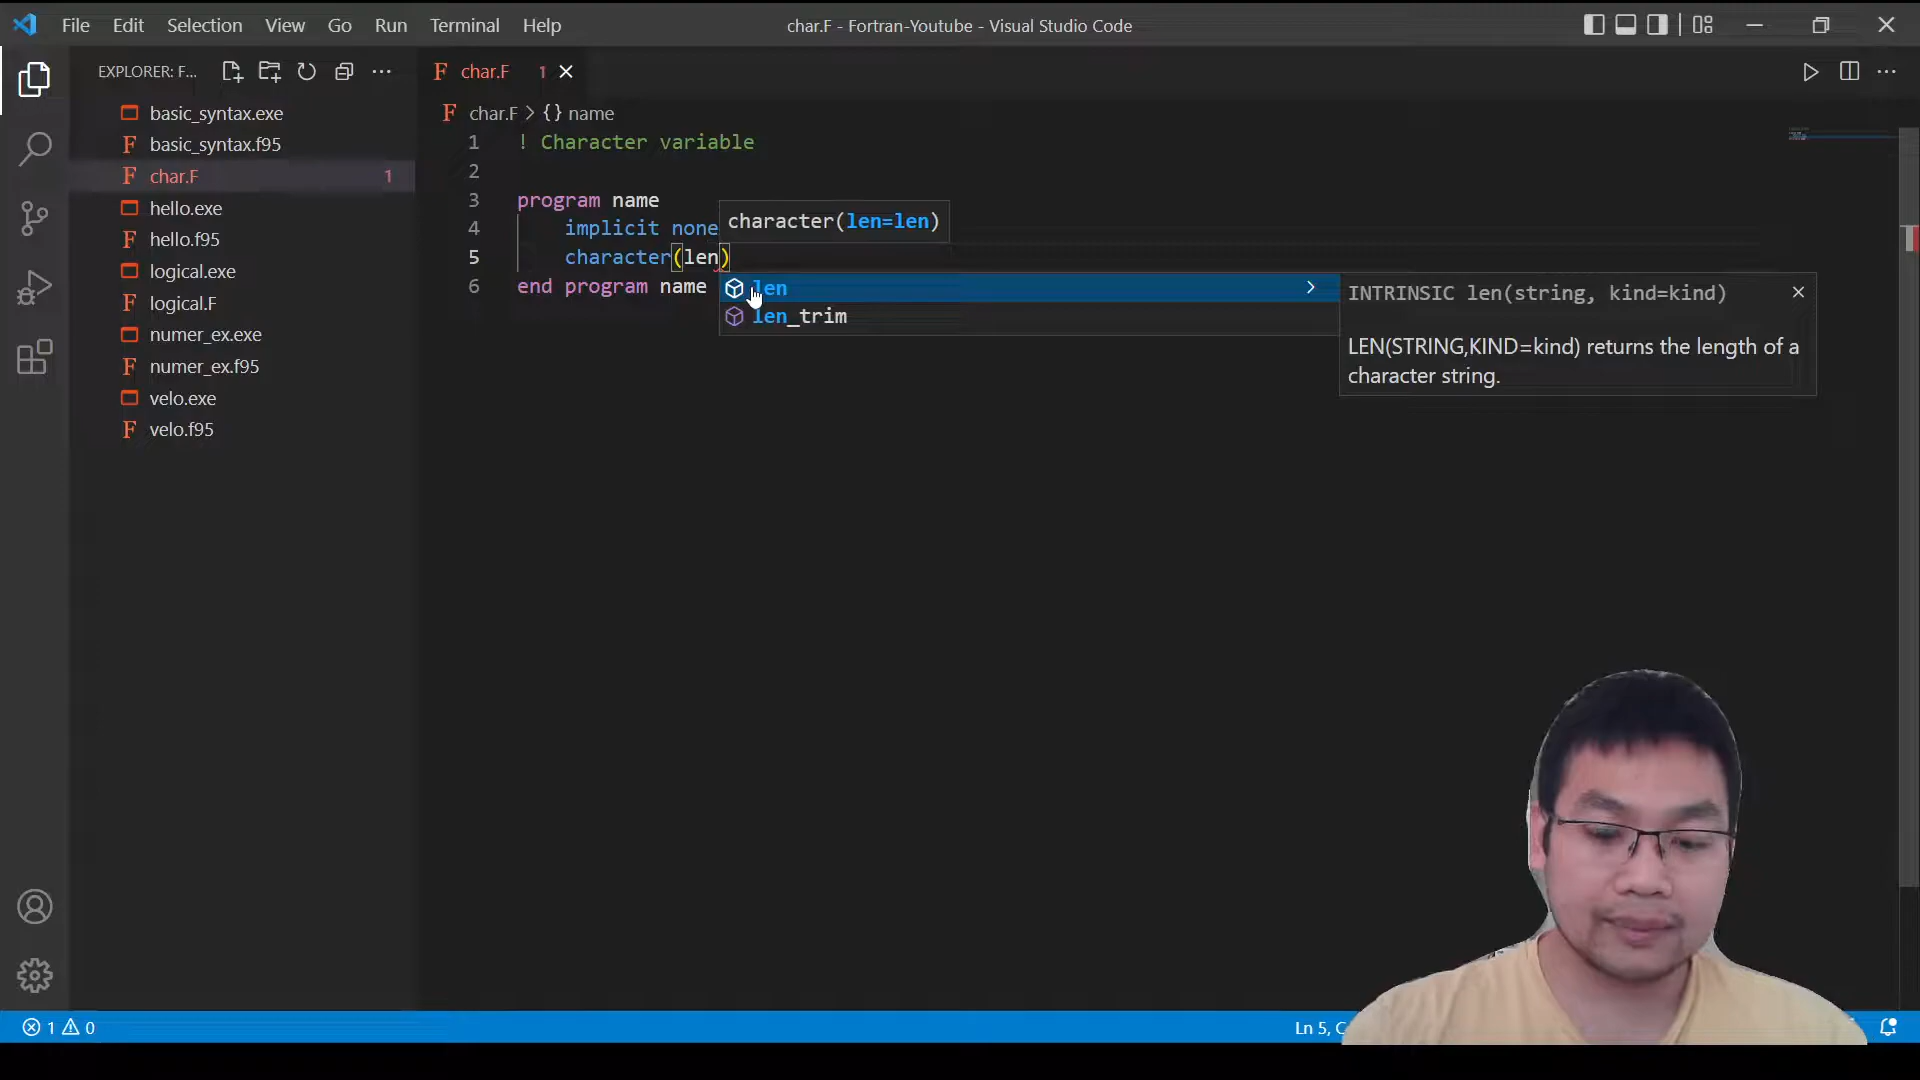 File Edit Selection View Go Run Terminal Help
char.F - Fortran-Youtube - Visual Studio Code
EXPLORER: F...
basic_syntax.exe
basic_syntax.f95
char.F 1
hello.exe
hello.f95
logical.exe
logical.F
numer_ex.exe
numer_ex.f95
velo.exe
velo.f95
F char.F 1
F char.F > {} name
1 ! Character variable
2
3 program name
4 implicit none
5 character(len)
6 end program name
character(len=len)
len
len_trim
INTRINSIC len(string, kind=kind)
LEN(STRING,KIND=kind) returns the length of a
character string.
1 0
Ln 5,